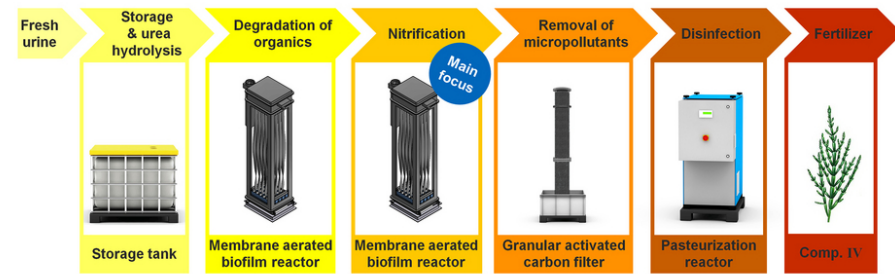 Fresh
urine
Storage
& urea
hydrolysis
Degradation of
organics
Nitrification
Removal of
micropollutants
Disinfection
Fertilizer
Main
focus
Storage tank
Membrane aerated
biofilm reactor
Membrane aerated
biofilm reactor
Granular activated
carbon filter
Pasteurization
reactor
Comp. IV